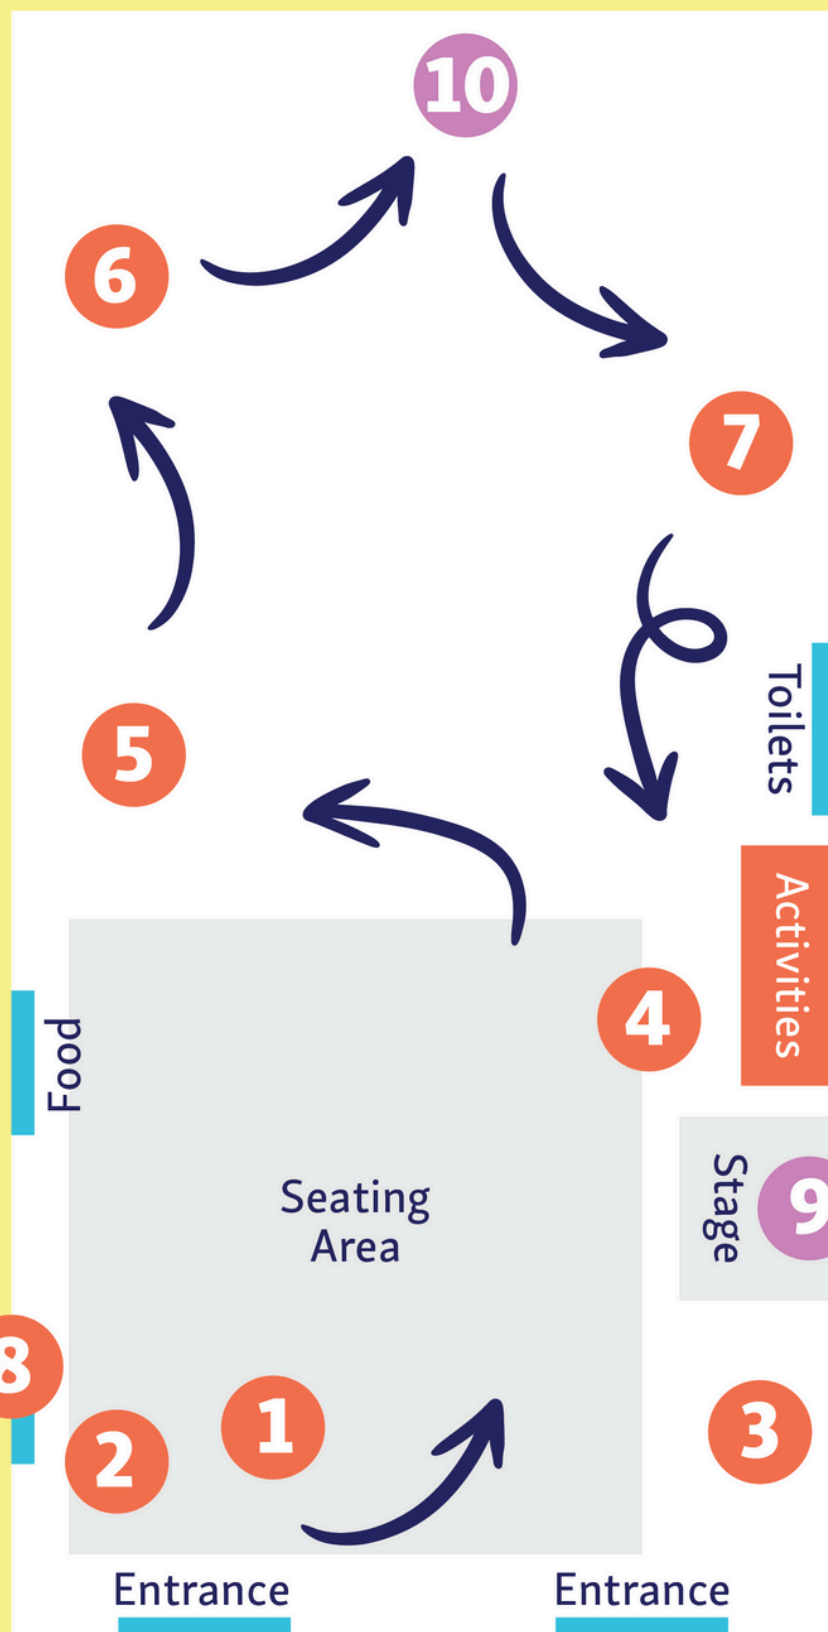 10
6
7
5
Toilets
Activities
4
Food
Seating
Area
Stage
9
8
1
2
3
Entrance
Entrance